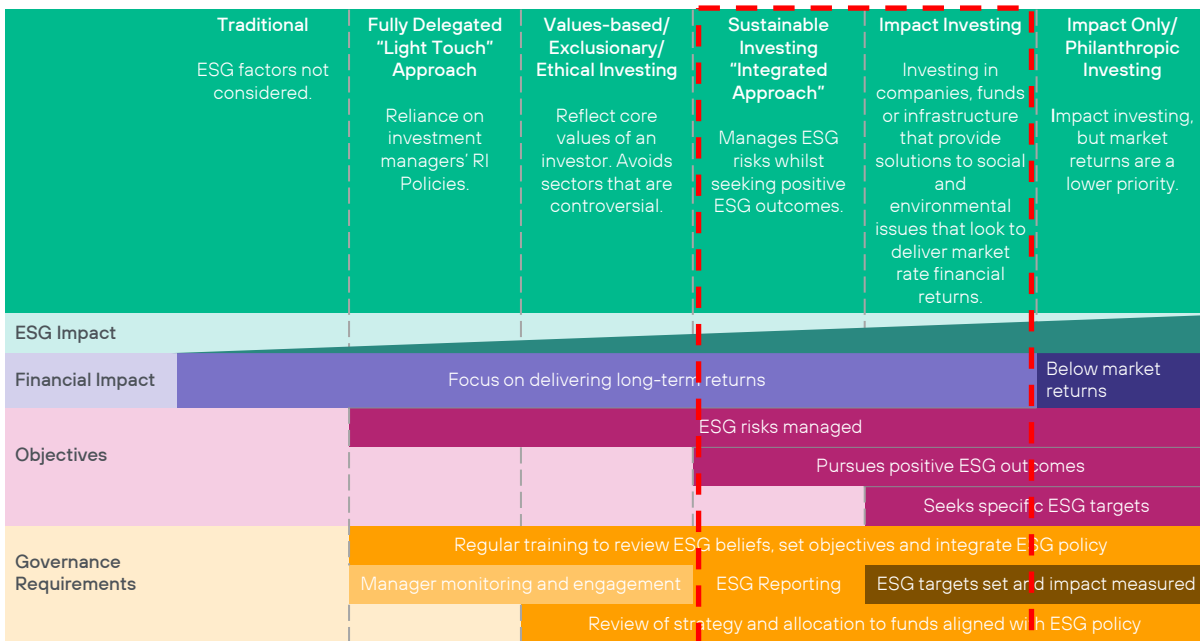 Traditional
ESG factors not
considered.
Fully Delegated
“Light Touch”
Approach
Reliance on
investment
managers’ RI
Policies.
Values-based/
Exclusionary/
Ethical Investing
Reflect core
values of an
investor. Avoids
sectors that are
controversial.
Sustainable
Investing
“Integrated
Approach”
Manages ESG
risks whilst
seeking positive
ESG outcomes.
Impact Investing
Investing in
companies, funds
or infrastructure
that provide
solutions to social
and
environmental
issues that look to
deliver market
rate financial
returns.
Impact Only/
Philanthropic
Investing
Impact investing,
but market
returns are a
lower priority.
ESG Impact
Financial Impact
Focus on delivering long-term returns
Below market
returns
Objectives
ESG risks managed
Pursues positive ESG outcomes
Seeks specific ESG targets
Governance
Requirements
Regular training to review ESG beliefs, set objectives and integrate ESG policy
Manager monitoring and engagement
ESG Reporting
ESG targets set and impact measured
Review of strategy and allocation to funds aligned with ESG policy